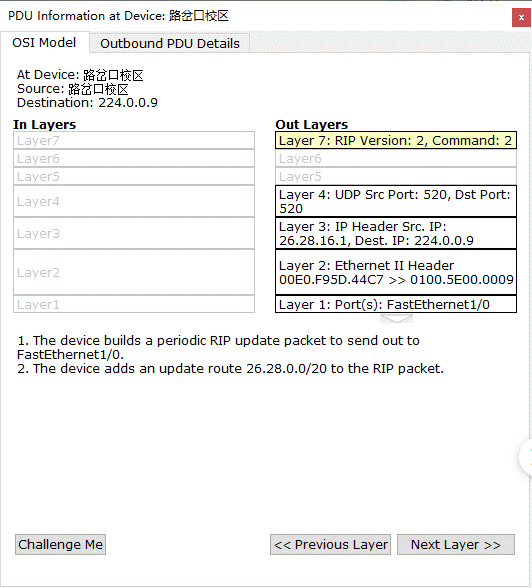 PDU Information at Device: 路岔口校区
x
OSI Model
Outbound PDU Details
At Device: 路岔口校区
Source: 路岔口校区
Destination: 224.0.0.9
In Layers
Layer7
Layer6
Layer5
Layer4
Layer3
Layer2
Layer1
Out Layers
Layer 7: RIP Version: 2, Command: 2
Layer6
Layer5
Layer 4: UDP Src Port: 520, Dst Port:
520
Layer 3: IP Header Src. IP:
26.28.16.1, Dest. IP: 224.0.0.9
Layer 2: Ethernet II Header
00E0.F95D.44C7 >> 0100.5E00.0009
Layer 1: Port(s): FastEthernet1/0
1. The device builds a periodic RIP update packet to send out to
FastEthernet1/0.
2. The device adds an update route 26.28.0.0/20 to the RIP packet.
Challenge Me
<< Previous Layer
Next Layer >>